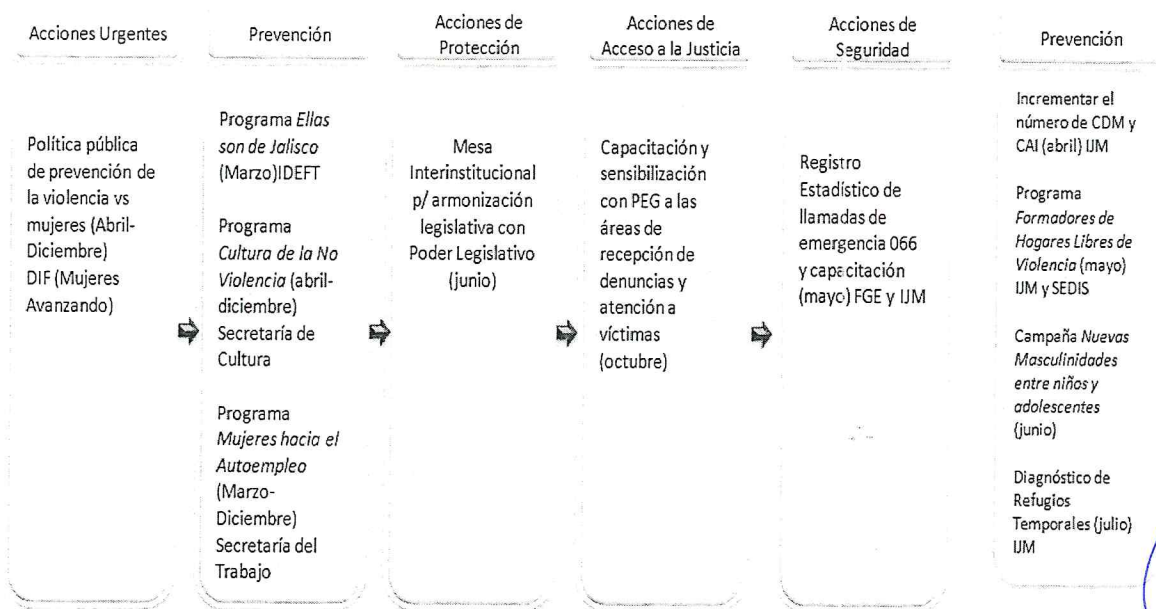 Acciones Urgentes
Política pública
de prevención de
la violencia vs
mujeres (Abril-
Diciembre)
DIF (Mujeres
Avanzando)
Prevención
Programa Ellas
son de Jalisco
(Marzo)IDEFT
Programa
Cultura de la No
Violencia (abril-
diciembre)
Secretaría de
Cultura
Programa
Mujeres hacia el
Autoempleo
(Marzo-
Diciembre)
Secretaría del
Trabajo
Acciones de
Protección
Mesa
Interinstitucional
p/ armonización
legislativa con
Poder Legislativo
(junio)
Acciones de
Acceso a la Justicia
Capacitación y
sensibilización
con PEG a las
áreas de
recepción de
denuncias y
atención a
víctimas
(octubre)
Acciones de
Seguridad
Registro
Estadístico de
llamadas de
emergencia 066
y capacitación
(mayo) FGE y IJM
Prevención
Incrementar el
número de CDM y
CAI (abril) IJM
Programa
Formadores de
Hogares Libres de
Violencia (mayo)
IJM y SEDIS
Campaña Nuevas
Masculinidades
entre niños y
adolescentes
(junio)
Diagnóstico de
Refugios
Temporales (julio)
IJM